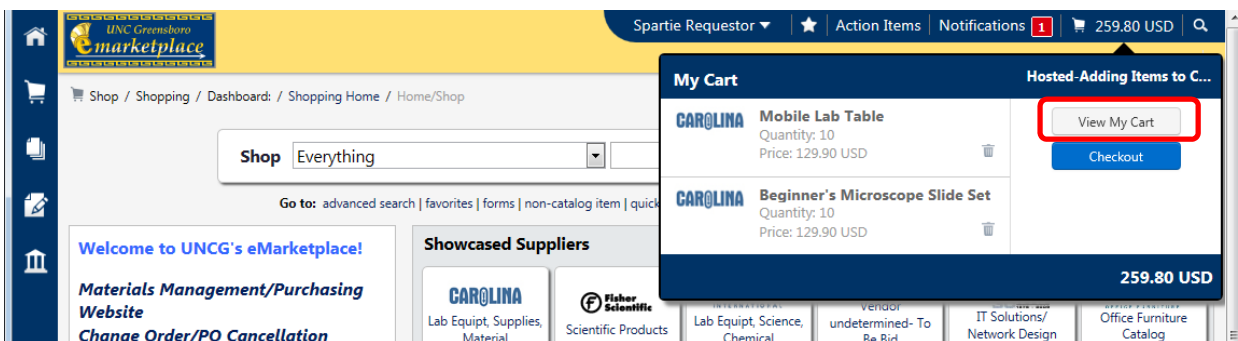 UNC Greensboro
emarketplace
Spartie Requestor
Action Items
Notifications 1
259.80 USD
Shop / Shopping / Dashboard: / Shopping Home / Home/Shop
Shop Everything
Go to: advanced search | favorites | forms | non-catalog item | quick
My Cart
Hosted-Adding Items to C...
CAROLINA
Mobile Lab Table
Quantity: 10
Price: 129.90 USD
View My Cart
Checkout
CAROLINA
Beginner's Microscope Slide Set
Quantity: 10
Price: 129.90 USD
259.80 USD
Welcome to UNCG's eMarketplace!
Materials Management/Purchasing
Website
Change Order/PO Cancellation
Showcased Suppliers
CAROLINA
Lab Equipt, Supplies,
Material
Fisher
Scientific
Scientific Products
INTERNATIONAL
Lab Equipt, Science,
Chemical
Vendor
undetermined- To
Be Bid
IT Solutions/
Network Design
OFFICE FURNITURE
Office Furniture
Catalog